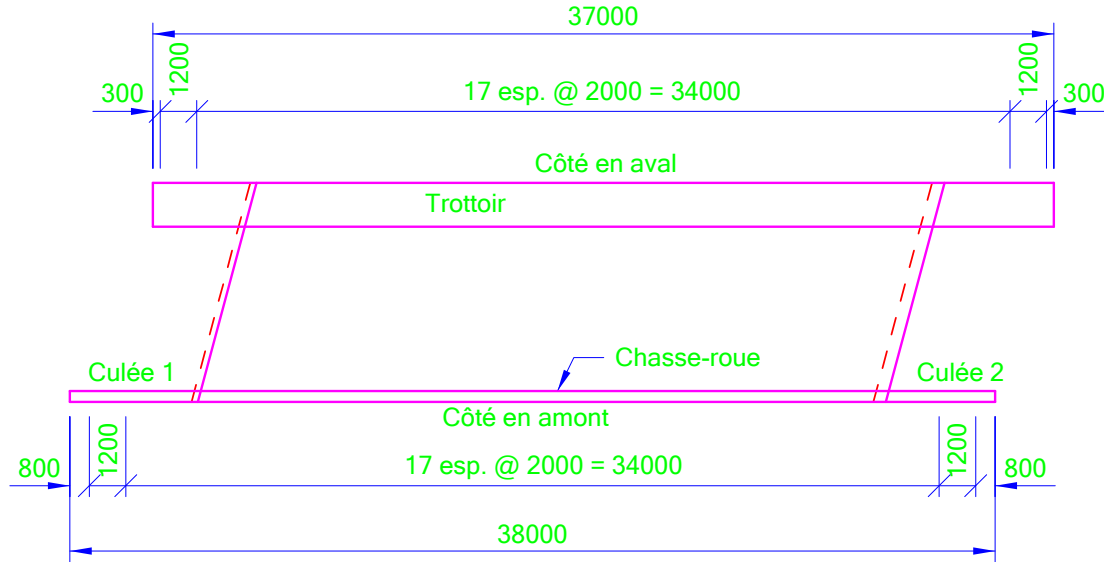 37000
300
1200
17 esp. @ 2000 = 34000
1200
300
Côté en aval
Trottoir
Chasse-roue
Culée 1
Culée 2
Côté en amont
800
1200
17 esp. @ 2000 = 34000
1200
800
38000